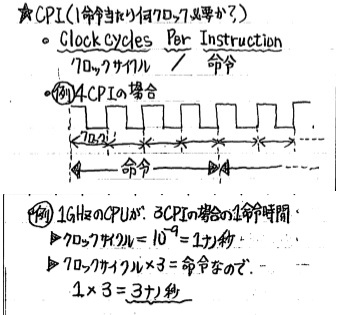 ☆CPI(1命令当たり何クロック必要か?)
• Clock cycles Per Instruction
クロックサイクル / 命令
• 例 4CPIの場合
クロック
命令
例 1GHzのCPUが、3CPIの場合の1命令時間
▶クロックサイクル=10⁻⁹=1ナノ秒
▶クロックサイクル×3=命令なので、
1×3=3ナノ秒